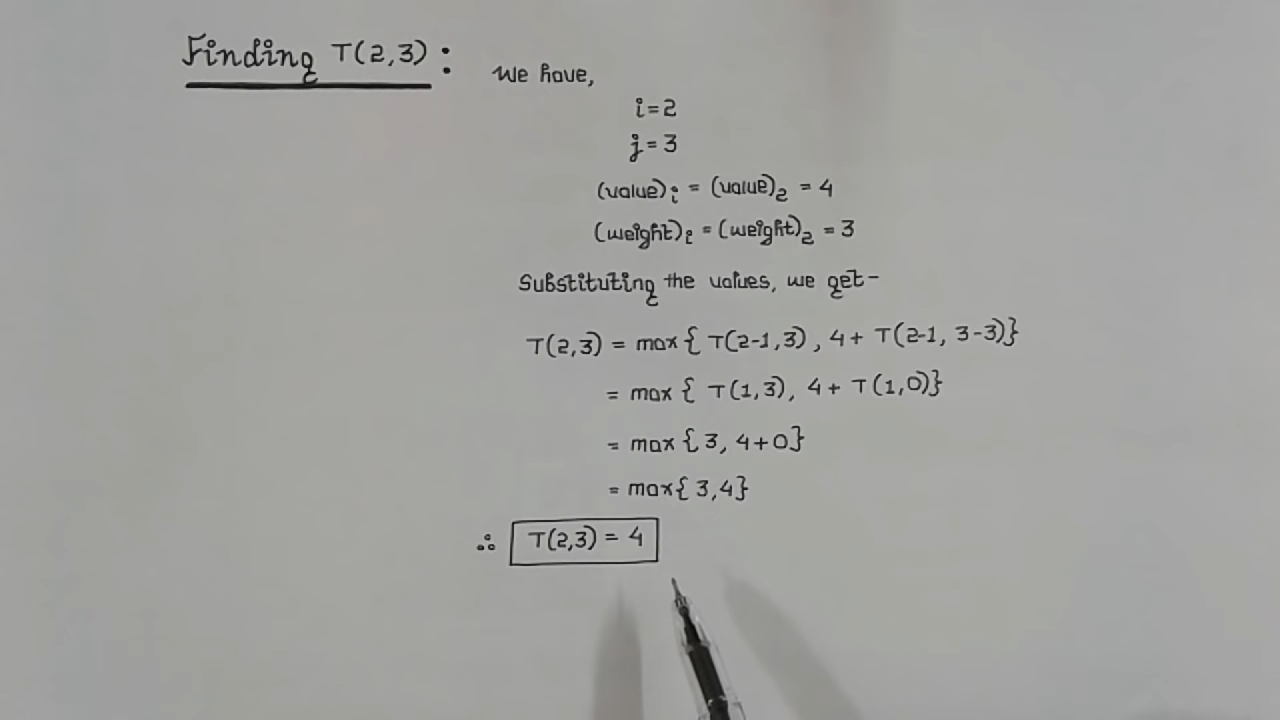 Finding T(2,3) :
We have,
i=2
j=3
(value)ᵢ = (value)₂ = 4
(weight)ᵢ = (weight)₂ = 3
Substituting the values, we get-
T(2,3) = max{ T(2-1,3), 4+ T(2-1, 3-3)}
= max{ T(1,3), 4+ T(1,0)}
= max{3, 4+0}
= max{3,4}
∴ T(2,3) = 4